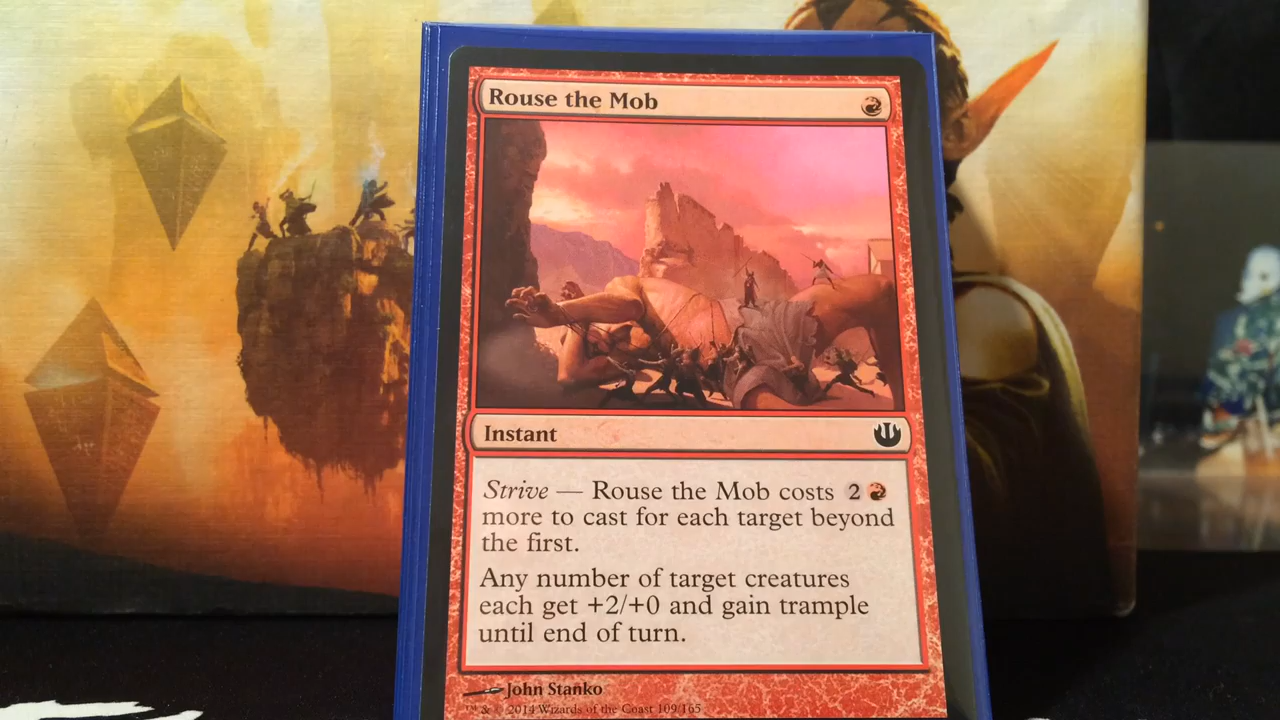 Rouse the Mob
Instant
Strive — Rouse the Mob costs 2
more to cast for each target beyond
the first.
Any number of target creatures
each get +2/+0 and gain trample
until end of turn.
John Stanko
™ & © 2014 Wizards of the Coast 109/165